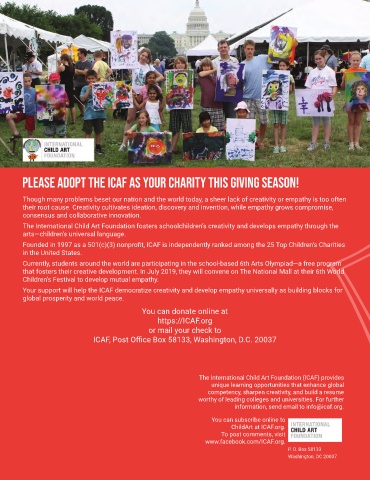 INTERNATIONAL
CHILD ART
FOUNDATION
PLEASE ADOPT THE ICAF AS YOUR CHARITY THIS GIVING SEASON!
Though many problems beset our nation and the world today, a sheer lack of creativity or empathy is too often
their root cause. Creativity cultivates ideation, discovery and invention, while empathy grows compromise,
consensus and collaborative innovation.
The International Child Art Foundation fosters schoolchildren's creativity and develops empathy through the
arts—children's universal language.
Founded in 1997 as a 501(c)(3) nonprofit, ICAF is independently ranked among the 25 Top Children's Charities
in the United States.
Currently, students around the world are participating in the school-based 6th Arts Olympiad—a free program
that fosters their creative development. In July 2019, they will convene on The National Mall at their 6th World
Children's Festival to develop mutual empathy.
Your support will help the ICAF democratize creativity and develop empathy universally as building blocks for
global prosperity and world peace.
You can donate online at
https://ICAF.org
or mail your check to
ICAF, Post Office Box 58133, Washington, D.C. 20037
The International Child Art Foundation (ICAF) provides
unique learning opportunities that enhance global
competency, sharpes creativity, and build a resume
worthy of leading colleges and universities. For further
information, send email to info@icaf.org.
You can subscribe online to
ChildArt at ICAF.org.
To post comments, visit
www.facebook.com/ICAF.org.
INTERNATIONAL
CHILD ART
FOUNDATION
P. O. Box 58133
Washington, DC 20037